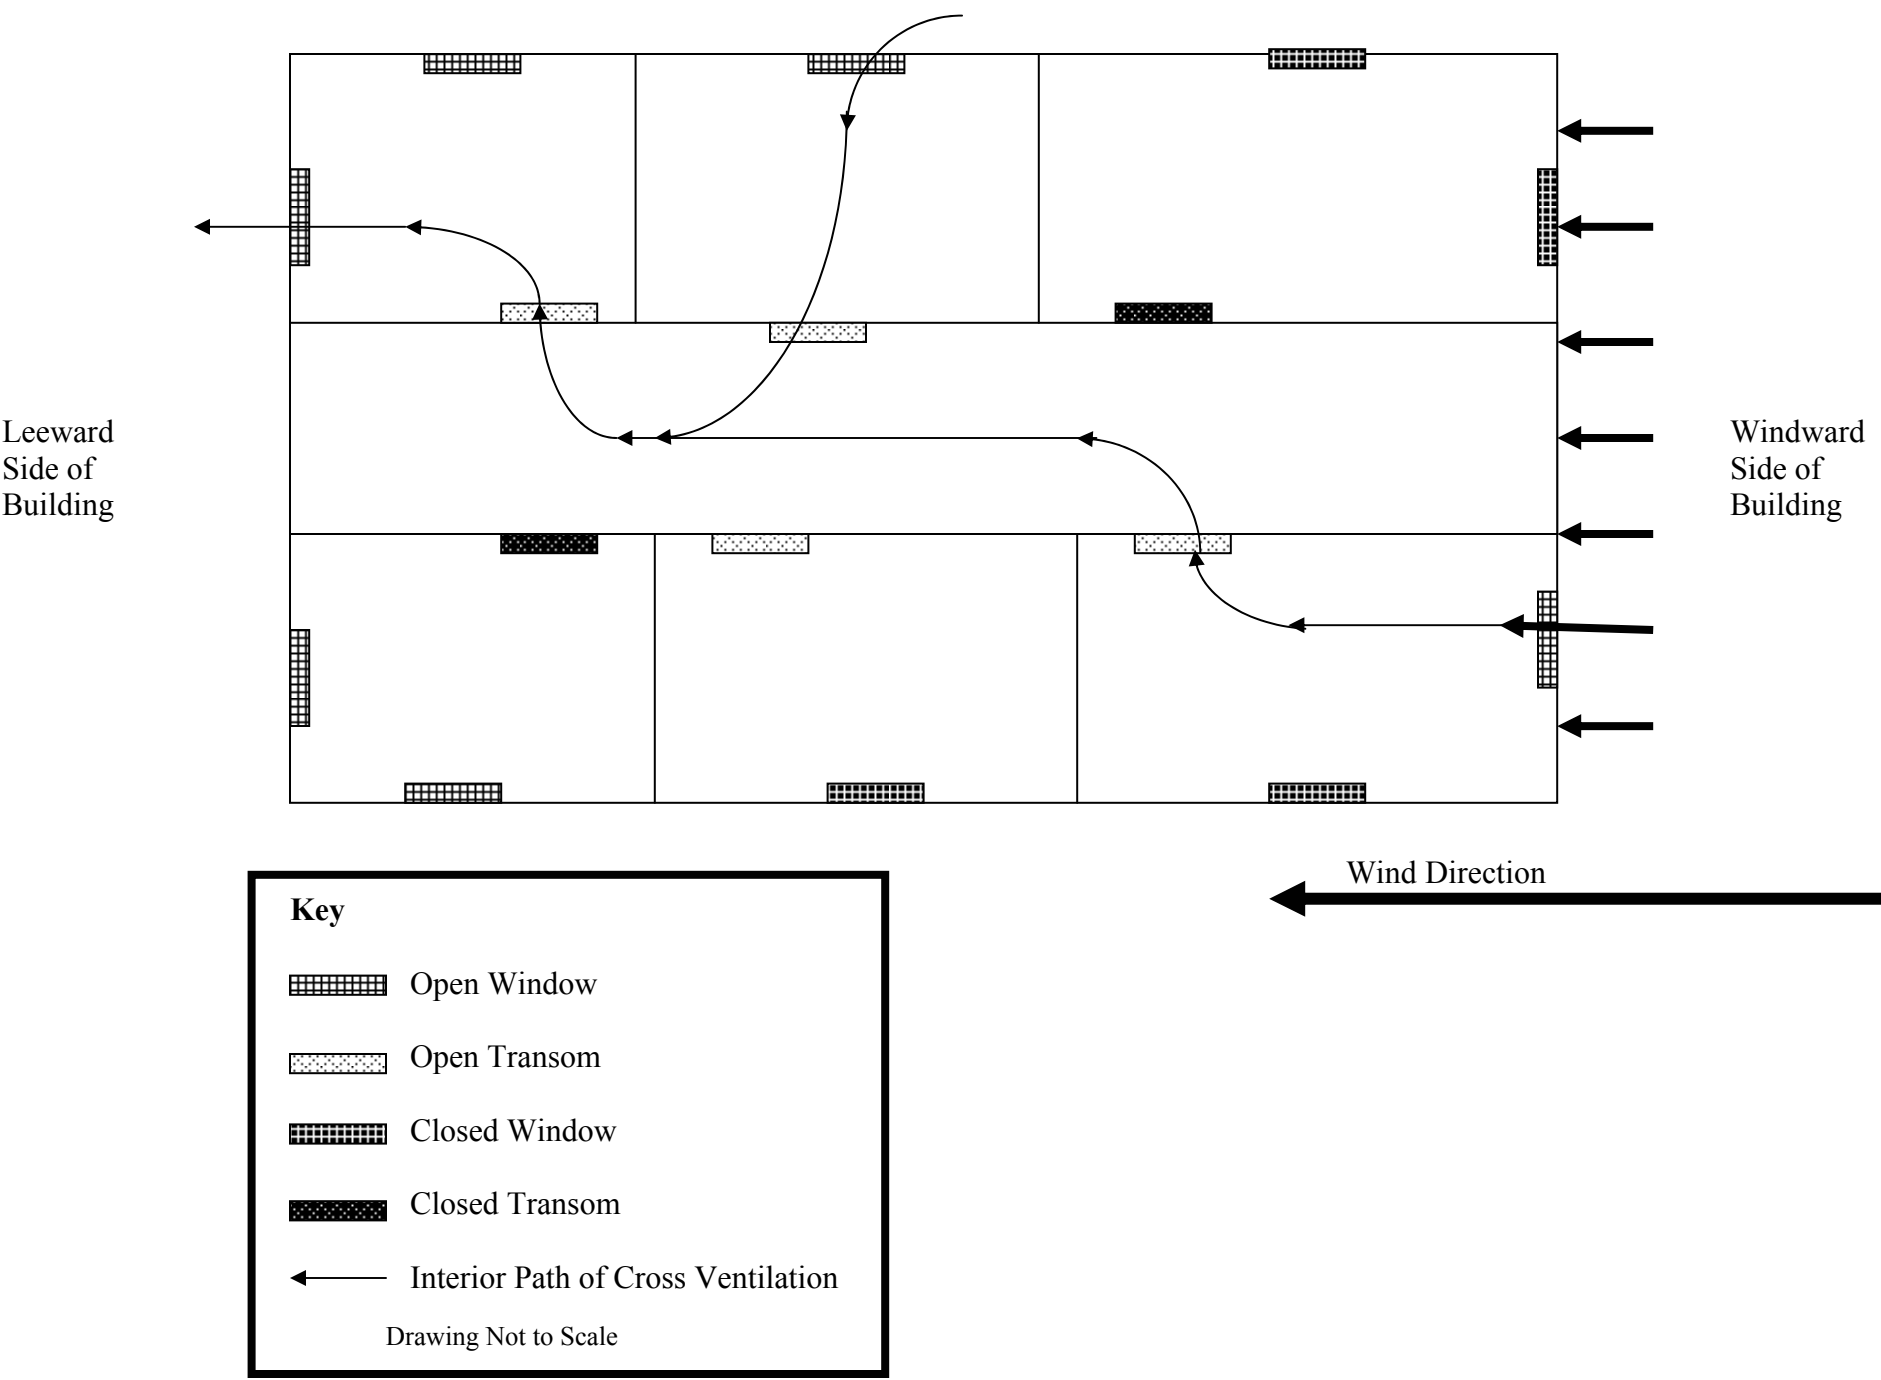 Leeward
Side of
Building
Windward
Side of
Building
Wind Direction
Key
Open Window
Open Transom
Closed Window
Closed Transom
Interior Path of Cross Ventilation
Drawing Not to Scale